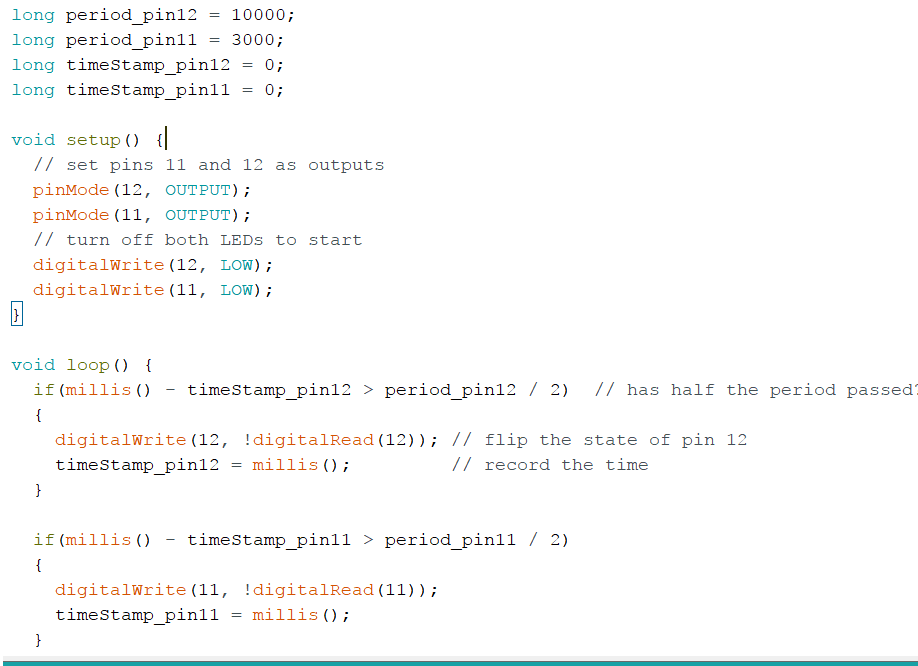 long period_pin12 = 10000;
long period_pin11 = 3000;
long timeStamp_pin12 = 0;
long timeStamp_pin11 = 0;

void setup() {
  // set pins 11 and 12 as outputs
  pinMode(12, OUTPUT);
  pinMode(11, OUTPUT);
  // turn off both LEDs to start
  digitalWrite(12, LOW);
  digitalWrite(11, LOW);
}

void loop() {
  if(millis() - timeStamp_pin12 > period_pin12 / 2)  // has half the period passed?
  {
    digitalWrite(12, !digitalRead(12)); // flip the state of pin 12
    timeStamp_pin12 = millis();         // record the time
  }

  if(millis() - timeStamp_pin11 > period_pin11 / 2)
  {
    digitalWrite(11, !digitalRead(11));
    timeStamp_pin11 = millis();
  }